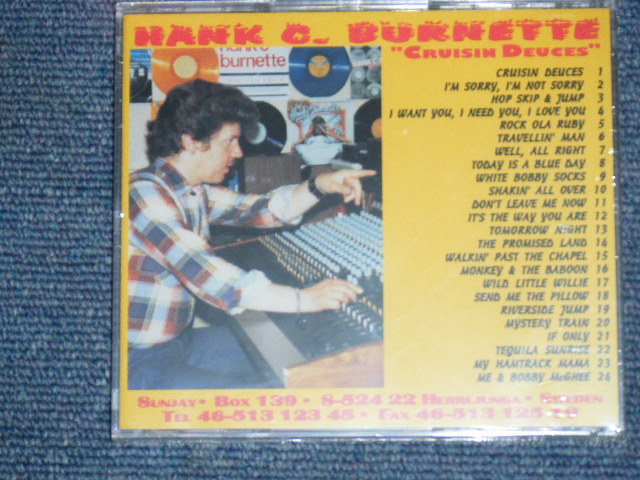 HANK C. BURNETTE
"CRUISIN DEUCES"
hank c
burnette
CRUISIN DEUCES 1
I'M SORRY, I'M NOT SORRY 2
HOP SKIP & JUMP 3
I WANT YOU, I NEED YOU, I LOVE YOU 4
ROCK OLA RUBY 5
TRAVELLIN' MAN 6
WELL, ALL RIGHT 7
TODAY IS A BLUE DAY 8
WHITE BOBBY SOCKS 9
SHAKIN' ALL OVER 10
DON'T LEAVE ME NOW 11
IT'S THE WAY YOU ARE 12
TOMORROW NIGHT 13
THE PROMISED LAND 14
WALKIN' PAST THE CHAPEL 15
MONKEY & THE BABOON 16
WILD LITTLE WILLIE 17
SEND ME THE PILLOW 18
RIVERSIDE JUMP 19
MYSTERY TRAIN 20
IF ONLY 21
TEQUILA SUNRISE 22
MY HAMTRACK MAMA 23
ME & BOBBY McGHEE 24
SUNJAY • BOX 139 • S-524 22 HERRLJUNGA • SWEDEN
TEL 46-513 123 45 • FAX 46-513 125